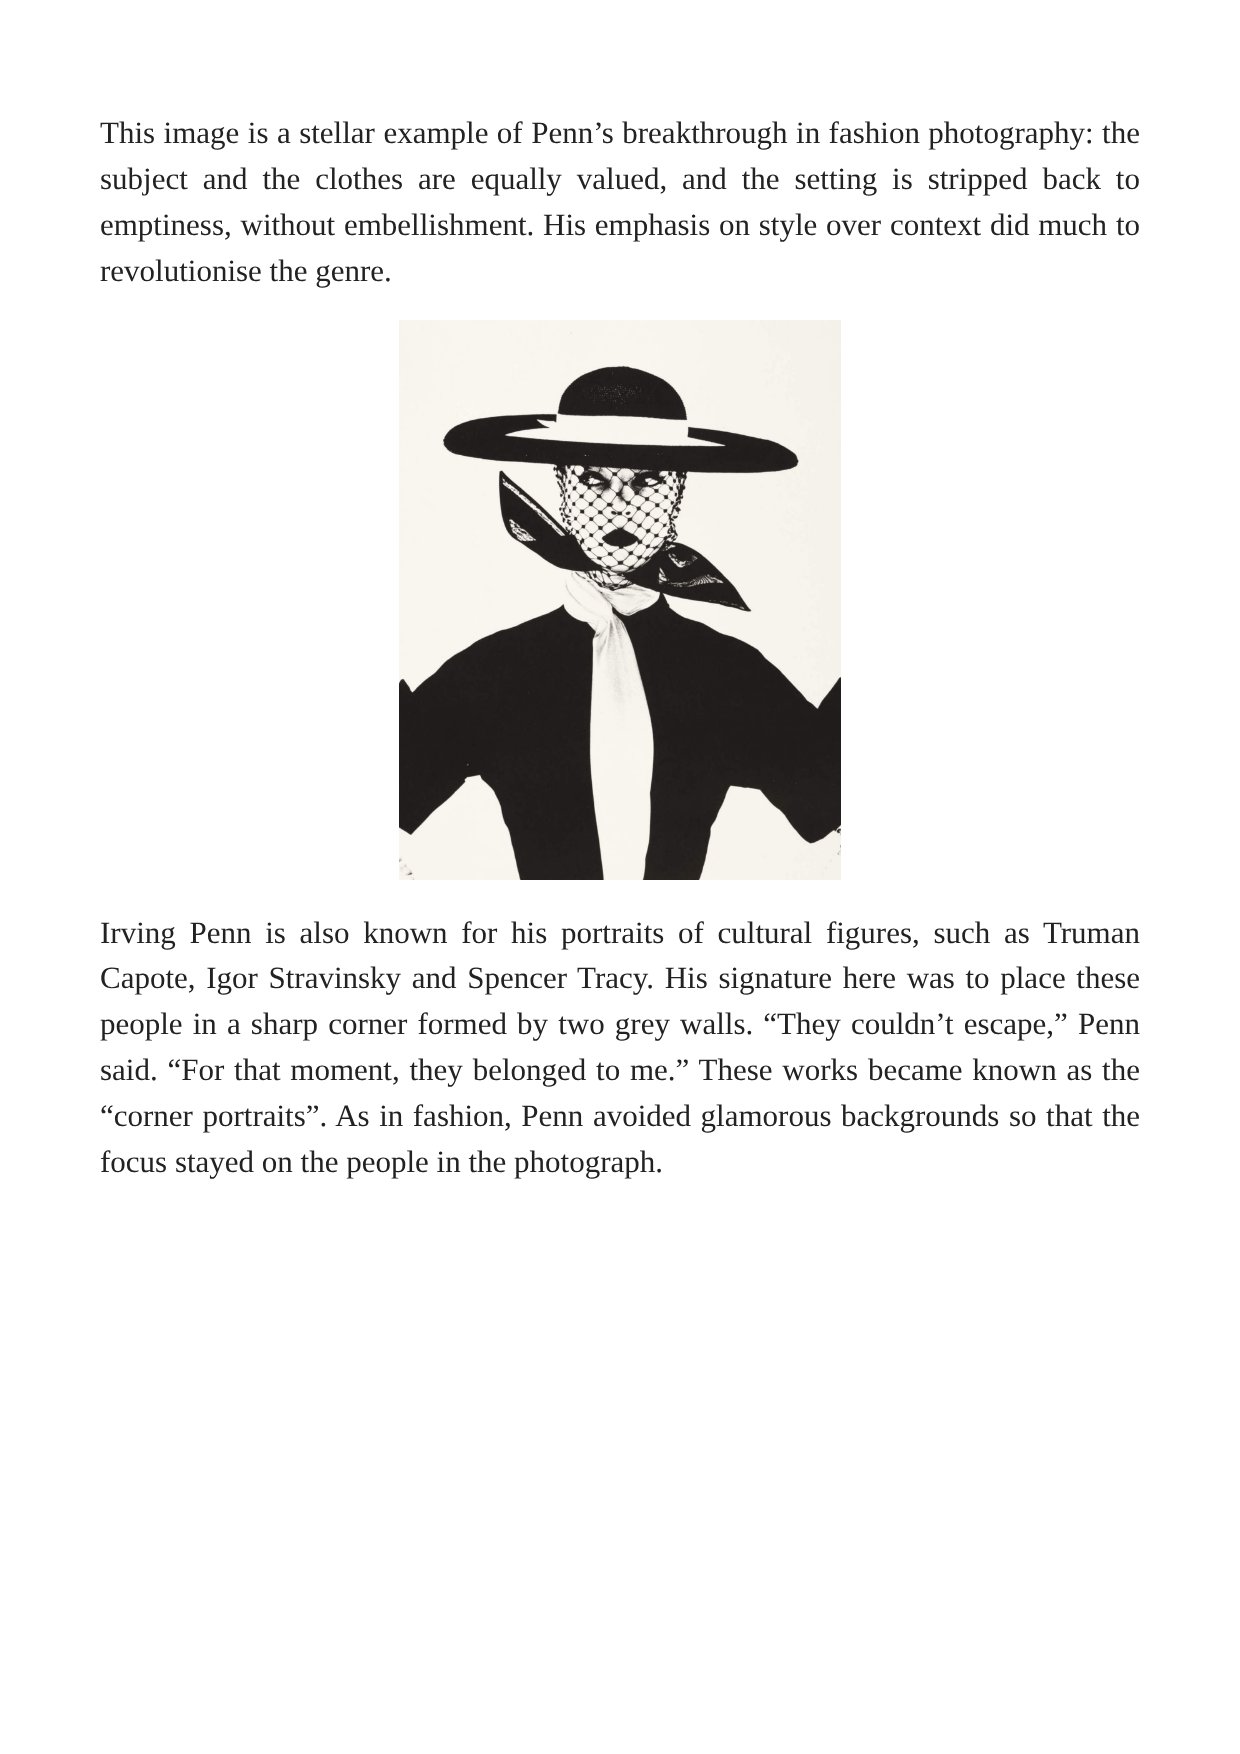 This image is a stellar example of Penn’s breakthrough in fashion photography: the
subject and the clothes are equally valued, and the setting is stripped back to
emptiness, without embellishment. His emphasis on style over context did much to
revolutionise the genre.
Irving Penn is also known for his portraits of cultural figures, such as Truman
Capote, Igor Stravinsky and Spencer Tracy. His signature here was to place these
people in a sharp corner formed by two grey walls. “They couldn’t escape,” Penn
said. “For that moment, they belonged to me.” These works became known as the
“corner portraits”. As in fashion, Penn avoided glamorous backgrounds so that the
focus stayed on the people in the photograph.